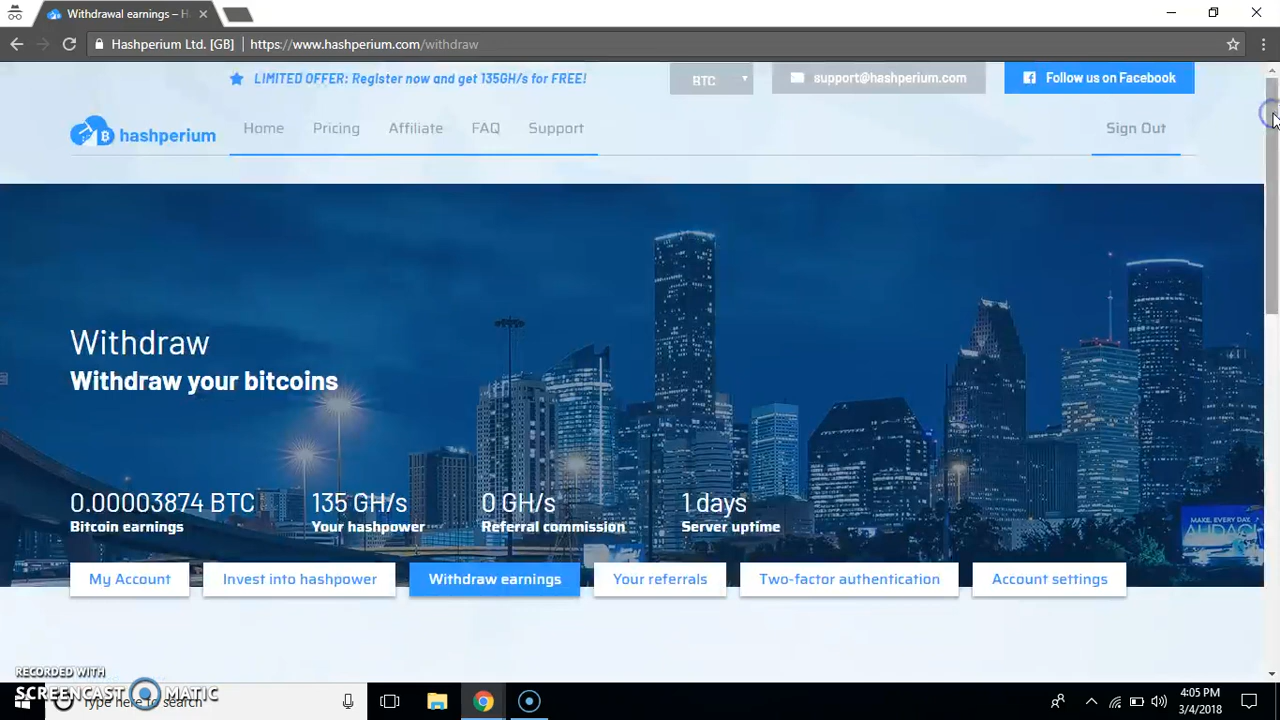 Withdrawal earnings – H
Hashperium Ltd. [GB] https://www.hashperium.com/withdraw
LIMITED OFFER: Register now and get 135GH/s for FREE!
BTC
support@hashperium.com
Follow us on Facebook
hashperium
Home
Pricing
Affiliate
FAQ
Support
Sign Out
Withdraw
Withdraw your bitcoins
0.00003874 BTC
Bitcoin earnings
135 GH/s
Your hashpower
0 GH/s
Referral commission
1 days
Server uptime
MAKE, EVERY DAY,
AUDAC
My Account
Invest into hashpower
Withdraw earnings
Your referrals
Two-factor authentication
Account settings
RECORDED WITH
SCREENCAST MATIC
Type here to search
4:05 PM
3/4/2018